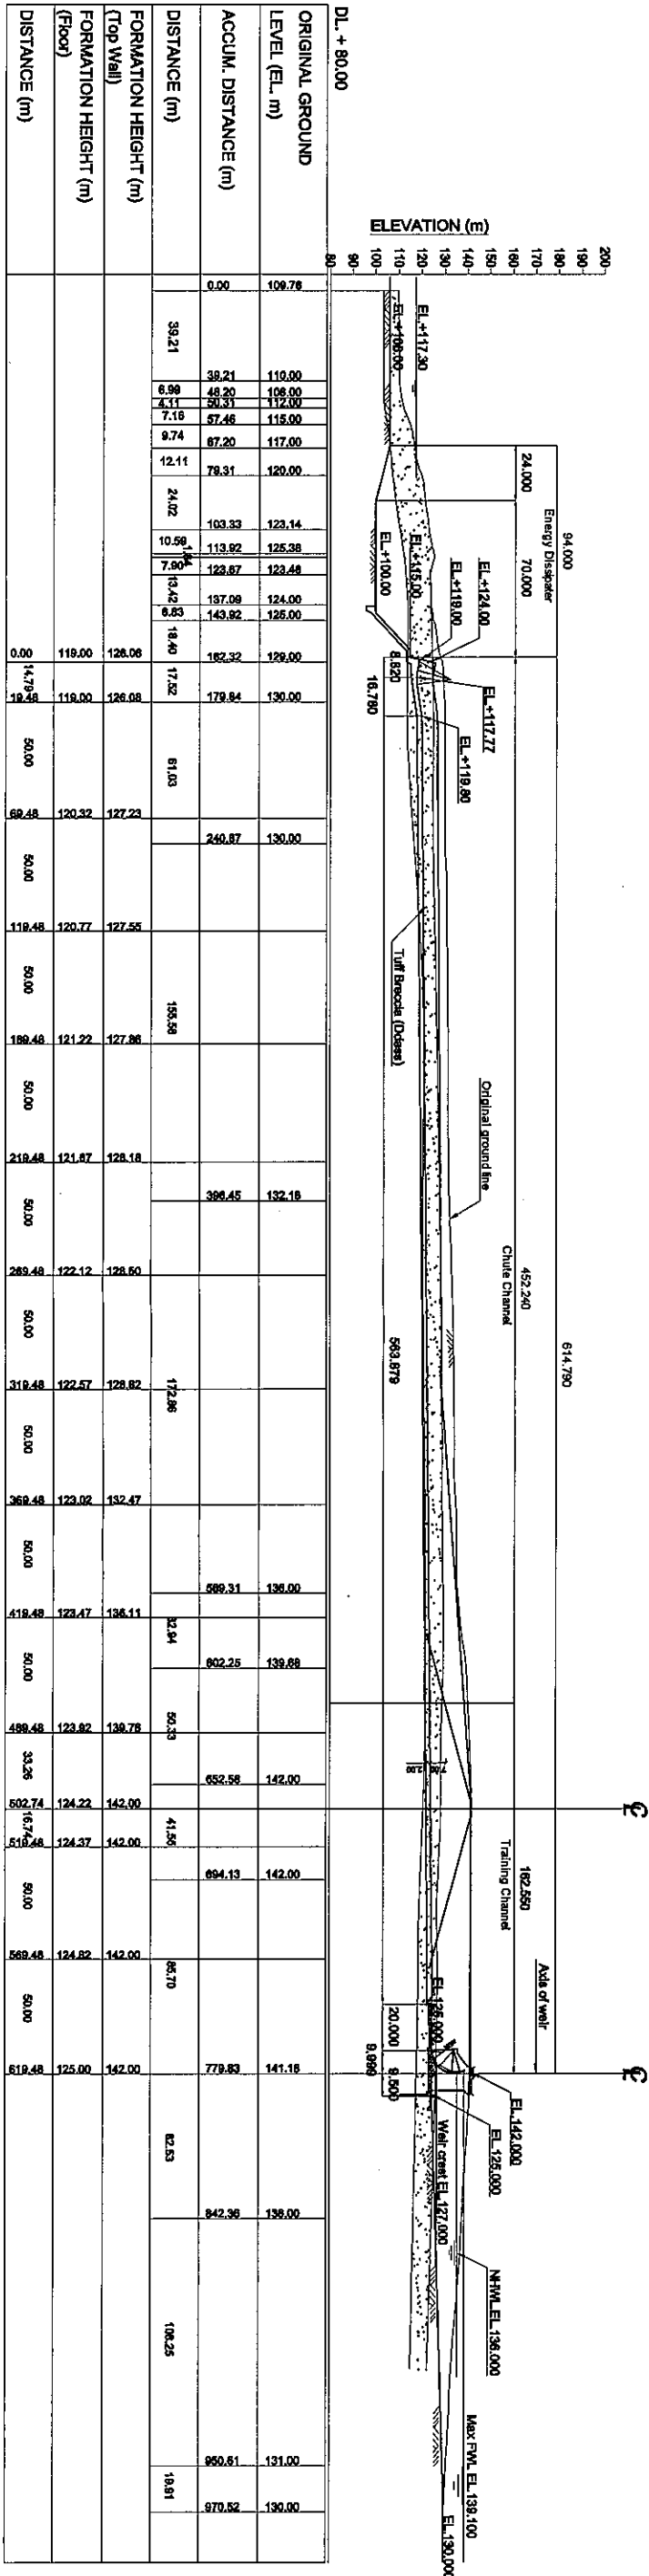 200
190
180
170
160
150
140
130
120
110
100
90
80
ELEVATION (m)
DL. + 80.00
94.000
Energy Dissipater
24.000
70.000
614.790
452.240
Chute Channel
162.550
Training Channel
Axis of weir
EL.+117.30
EL.+106.00
EL.+100.00
EL.+115.00
EL.+119.00
EL.+124.00
EL.+117.77
EL.+119.80
8.820
16.780
Tuff Breccia (Dclass)
Original ground line
563.879
EL.125.000
20.000
9.999
9.500
EL.142.000
EL.125.000
Weir crest EL.127.000
NHWL.EL.136.000
Max FWL EL.139.100
EL.130.000
ORIGINAL GROUND
LEVEL (EL. m)
109.76 110.00 108.00 112.00 115.00 117.00 120.00 123.14 125.38 123.46 124.00 125.00 129.00 130.00 130.00 132.16 136.00 139.68 142.00 142.00 141.16 138.00 131.00 130.00
ACCUM. DISTANCE (m)
0.00 39.21 46.20 50.31 57.46 67.20 79.31 103.33 113.92 123.67 137.09 143.92 162.32 179.84 240.87 396.45 569.31 602.25 652.58 694.13 779.83 842.36 950.61 970.52
DISTANCE (m)
39.21 6.99 4.11 7.16 9.74 12.11 24.02 10.59 1.84 7.90 13.42 6.83 18.40 17.52 61.03 155.58 172.86 32.94 50.33 41.55 85.70 62.53 108.25 19.91
FORMATION HEIGHT (m)
(Top Wall)
126.08 126.08 127.23 127.55 127.86 128.18 128.50 128.82 132.47 136.11 139.76 142.00 142.00 142.00 142.00
FORMATION HEIGHT (m)
(Floor)
119.00 119.00 120.32 120.77 121.22 121.67 122.12 122.57 123.02 123.47 123.92 124.22 124.37 124.82 125.00
DISTANCE (m)
0.00 14.79 19.48 50.00 69.48 50.00 119.48 50.00 169.48 50.00 219.48 50.00 269.48 50.00 319.48 50.00 369.48 50.00 419.48 50.00 469.48 33.26 502.74 16.74 519.48 50.00 569.48 50.00 619.48